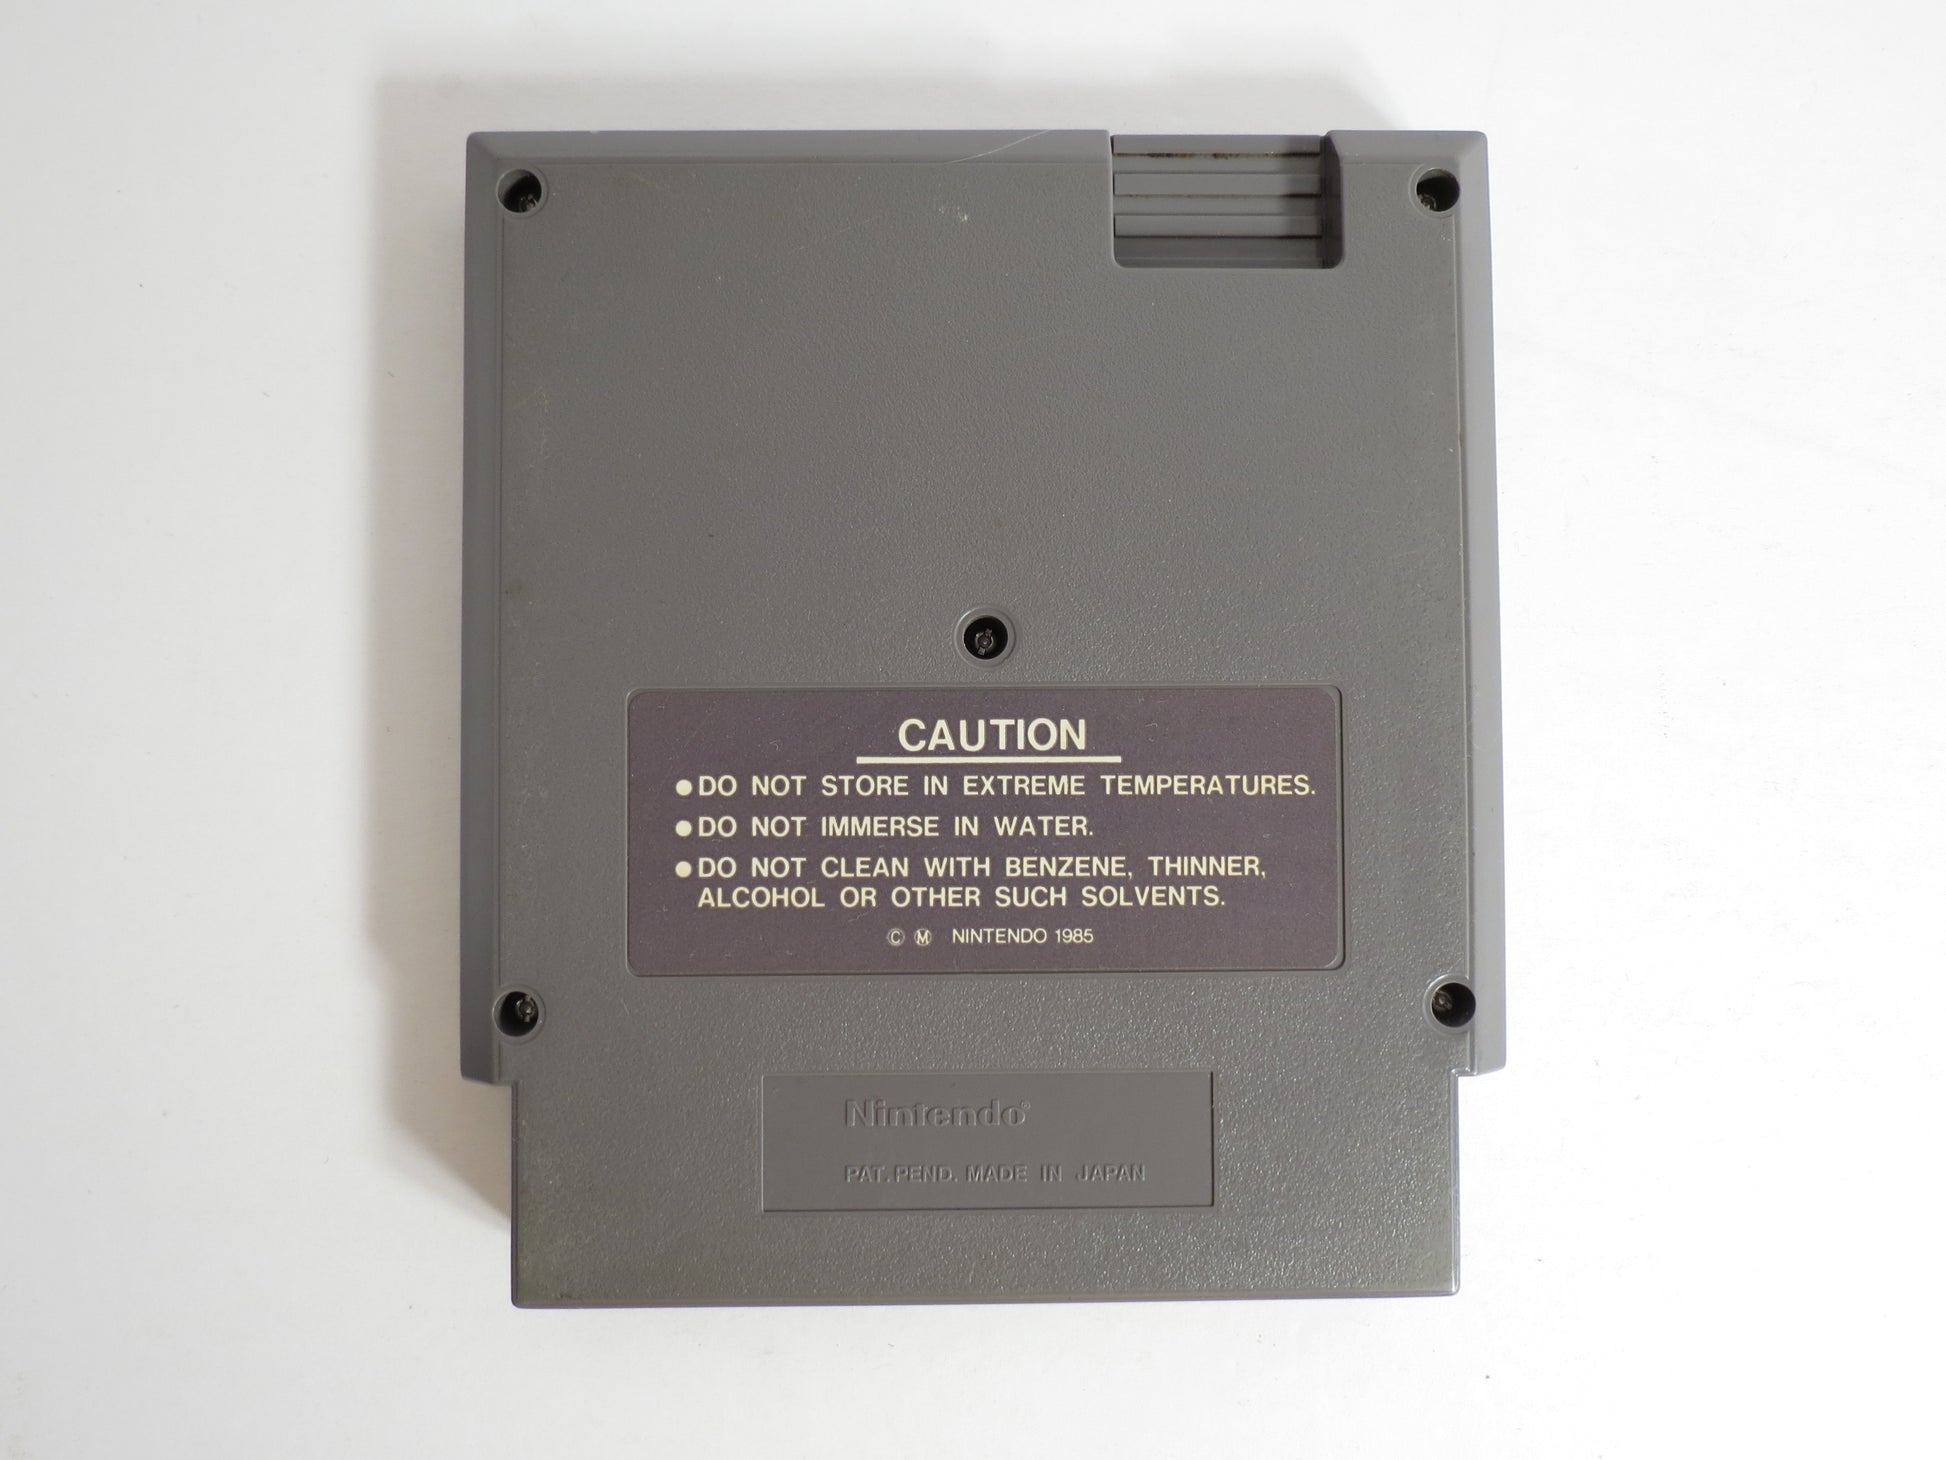 CAUTION
●DO NOT STORE IN EXTREME TEMPERATURES.
●DO NOT IMMERSE IN WATER.
●DO NOT CLEAN WITH BENZENE, THINNER,
ALCOHOL OR OTHER SUCH SOLVENTS.
© Ⓜ NINTENDO 1985
Nintendo®
PAT. PEND. MADE IN JAPAN